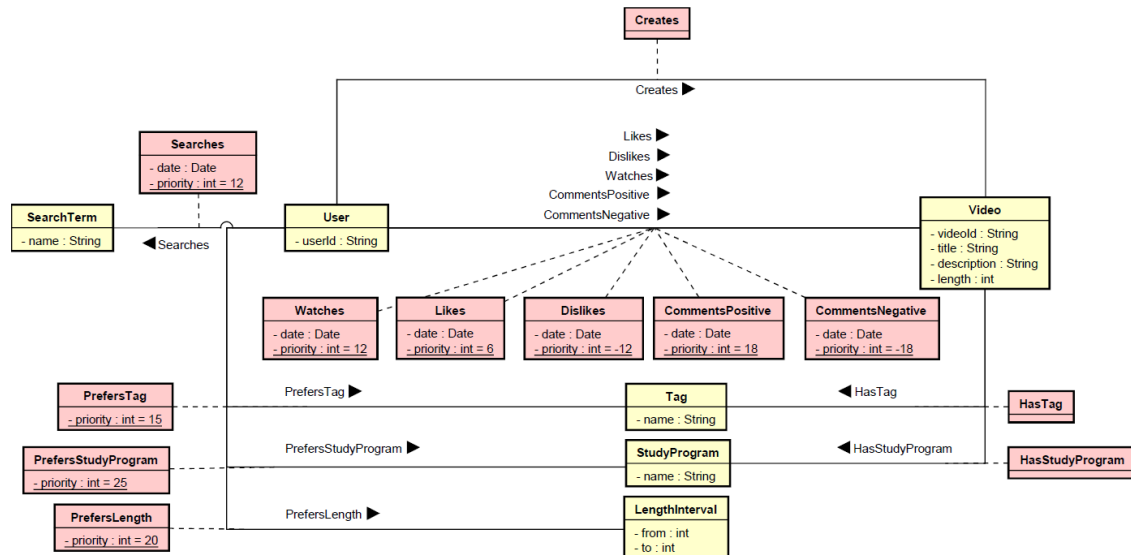 Creates
Creates ▶
Likes ▶
Dislikes ▶
Watches ▶
CommentsPositive ▶
CommentsNegative ▶
Searches
- date : Date
- priority : int = 12
SearchTerm
- name : String
◀ Searches
User
- userId : String
Video
- videoId : String
- title : String
- description : String
- length : int
Watches
- date : Date
- priority : int = 12
Likes
- date : Date
- priority : int = 6
Dislikes
- date : Date
- priority : int = -12
CommentsPositive
- date : Date
- priority : int = 18
CommentsNegative
- date : Date
- priority : int = -18
PrefersTag
- priority : int = 15
PrefersTag ▶
Tag
- name : String
◀ HasTag
HasTag
PrefersStudyProgram
- priority : int = 25
PrefersStudyProgram ▶
StudyProgram
- name : String
◀ HasStudyProgram
HasStudyProgram
PrefersLength
- priority : int = 20
PrefersLength ▶
LengthInterval
- from : int
- to : int